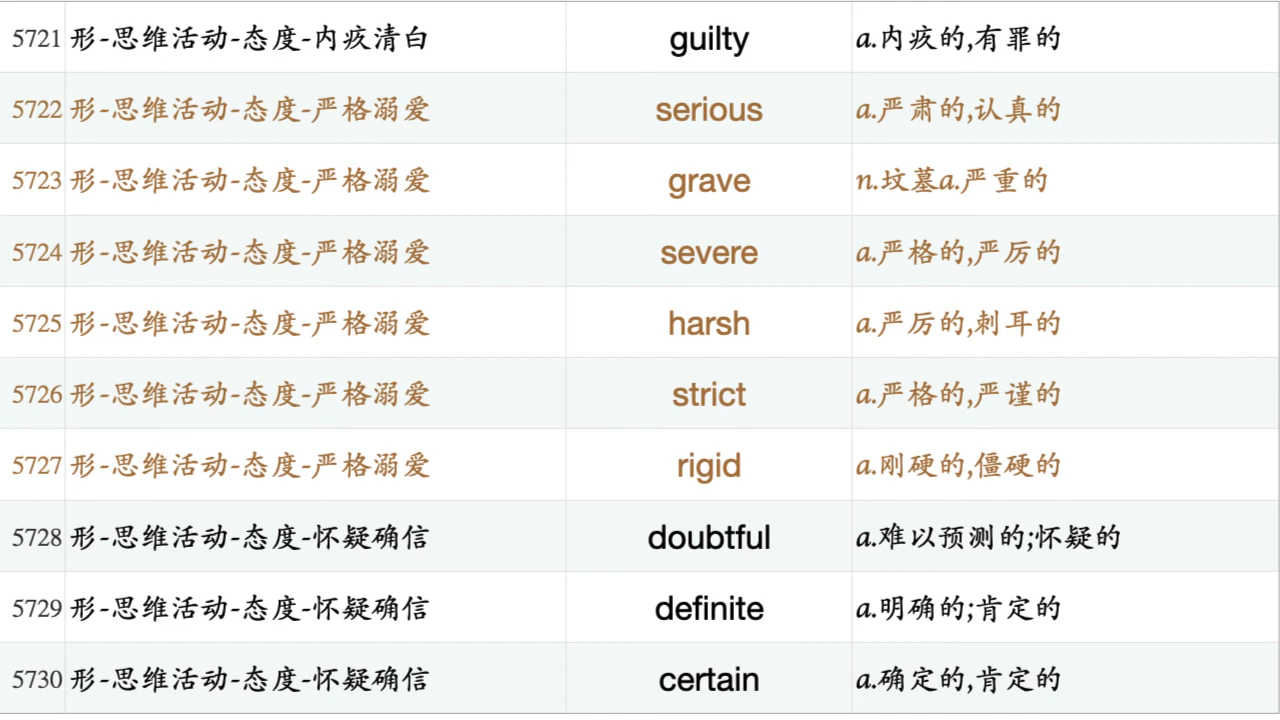 5721 形-思维活动-态度-内疚清白 guilty a.内疚的,有罪的
5722 形-思维活动-态度-严格溺爱 serious a.严肃的,认真的
5723 形-思维活动-态度-严格溺爱 grave n.坟墓a.严重的
5724 形-思维活动-态度-严格溺爱 severe a.严格的,严厉的
5725 形-思维活动-态度-严格溺爱 harsh a.严厉的,刺耳的
5726 形-思维活动-态度-严格溺爱 strict a.严格的,严谨的
5727 形-思维活动-态度-严格溺爱 rigid a.刚硬的,僵硬的
5728 形-思维活动-态度-怀疑确信 doubtful a.难以预测的;怀疑的
5729 形-思维活动-态度-怀疑确信 definite a.明确的;肯定的
5730 形-思维活动-态度-怀疑确信 certain a.确定的,肯定的